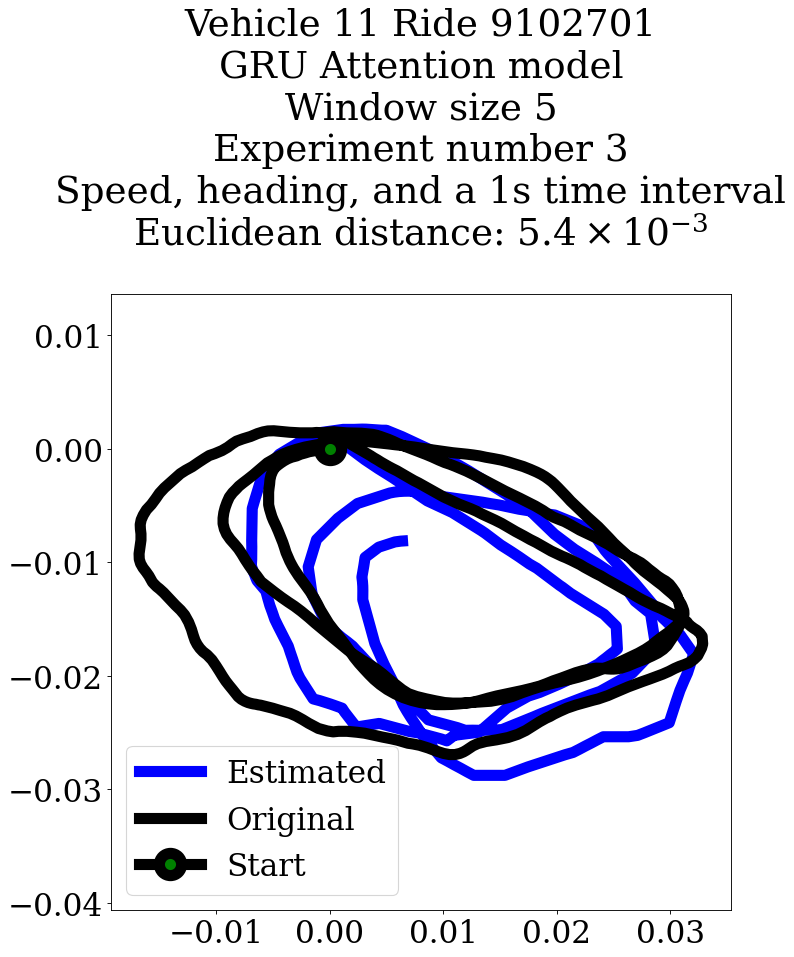 Vehicle 11 Ride 9102701
GRU Attention model
Window size 5
Experiment number 3
Speed, heading, and a 1s time interval
Euclidean distance: 5.4 × 10⁻³
0.01
0.00
−0.01
−0.02
−0.03
−0.04
Estimated
Original
Start
−0.01 0.00 0.01 0.02 0.03